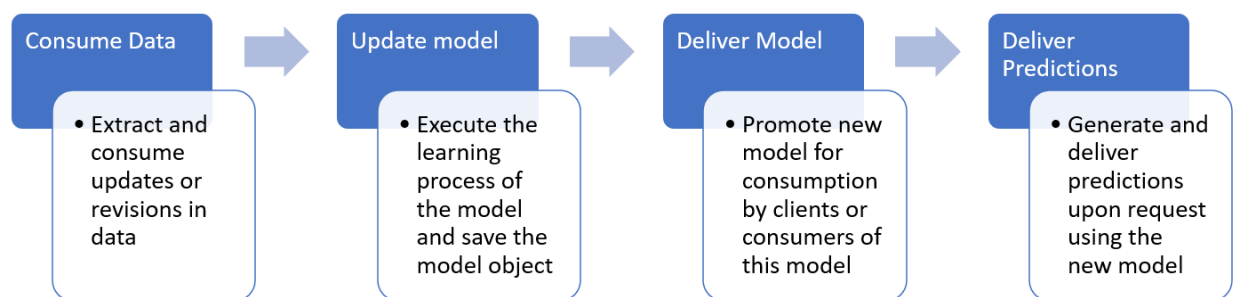 Consume Data
• Extract and
consume
updates or
revisions in
data
Update model
• Execute the
learning
process of
the model
and save the
model object
Deliver Model
• Promote new
model for
consumption
by clients or
consumers of
this model
Deliver
Predictions
• Generate and
deliver
predictions
upon request
using the
new model